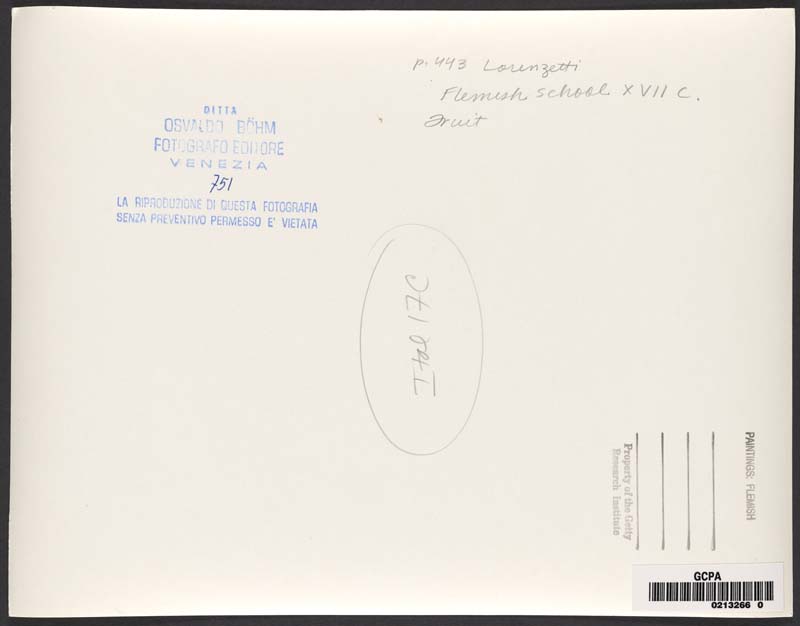 p. 443 Lorenzetti
Flemish school XVII C.
Fruit
DITTA
OSVALDO BÖHM
FOTOGRAFO EDITORE
VENEZIA
751
LA RIPRODUZIONE DI QUESTA FOTOGRAFIA
SENZA PREVENTIVO PERMESSO E' VIETATA
PAINTINGS: FLEMISH
Property of the Getty
Research Institute
GCPA
0213266 0